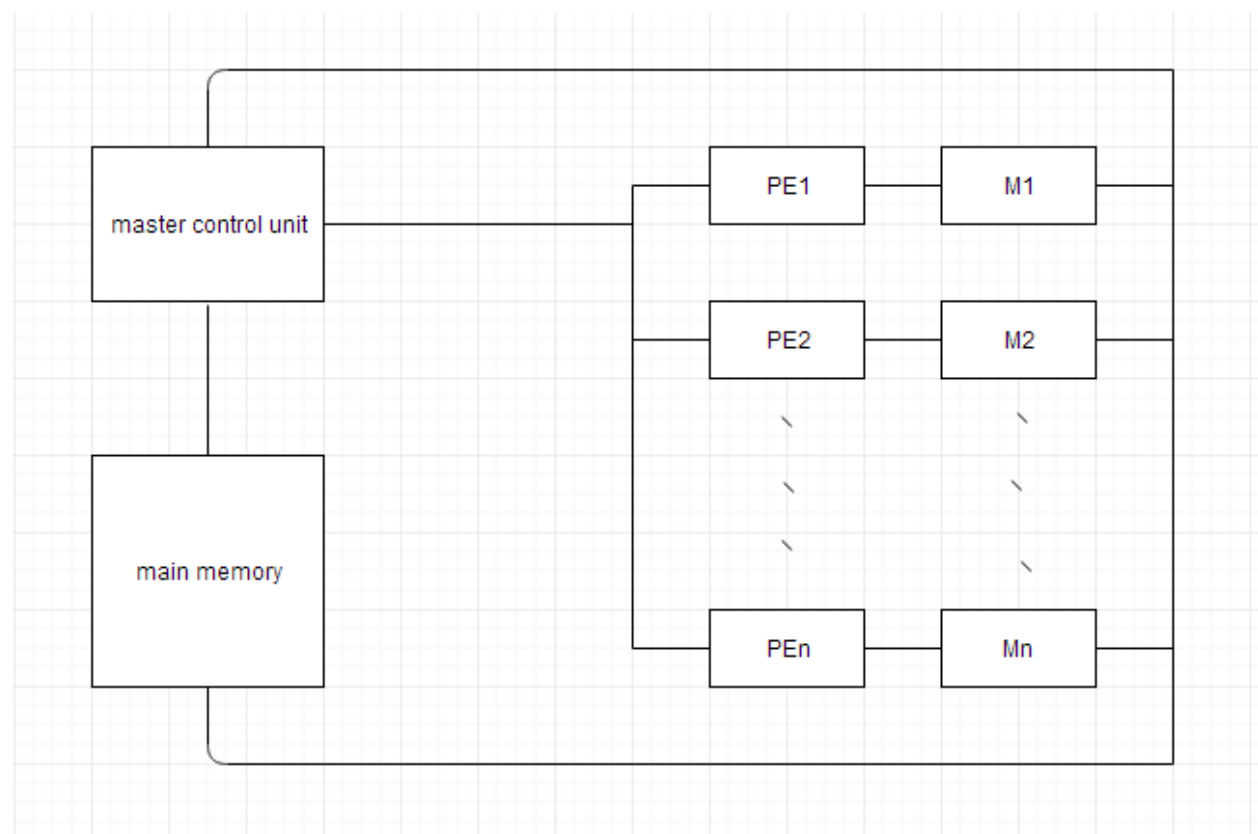 master control unit
PE1
M1
PE2
M2
main memory
PEn
Mn